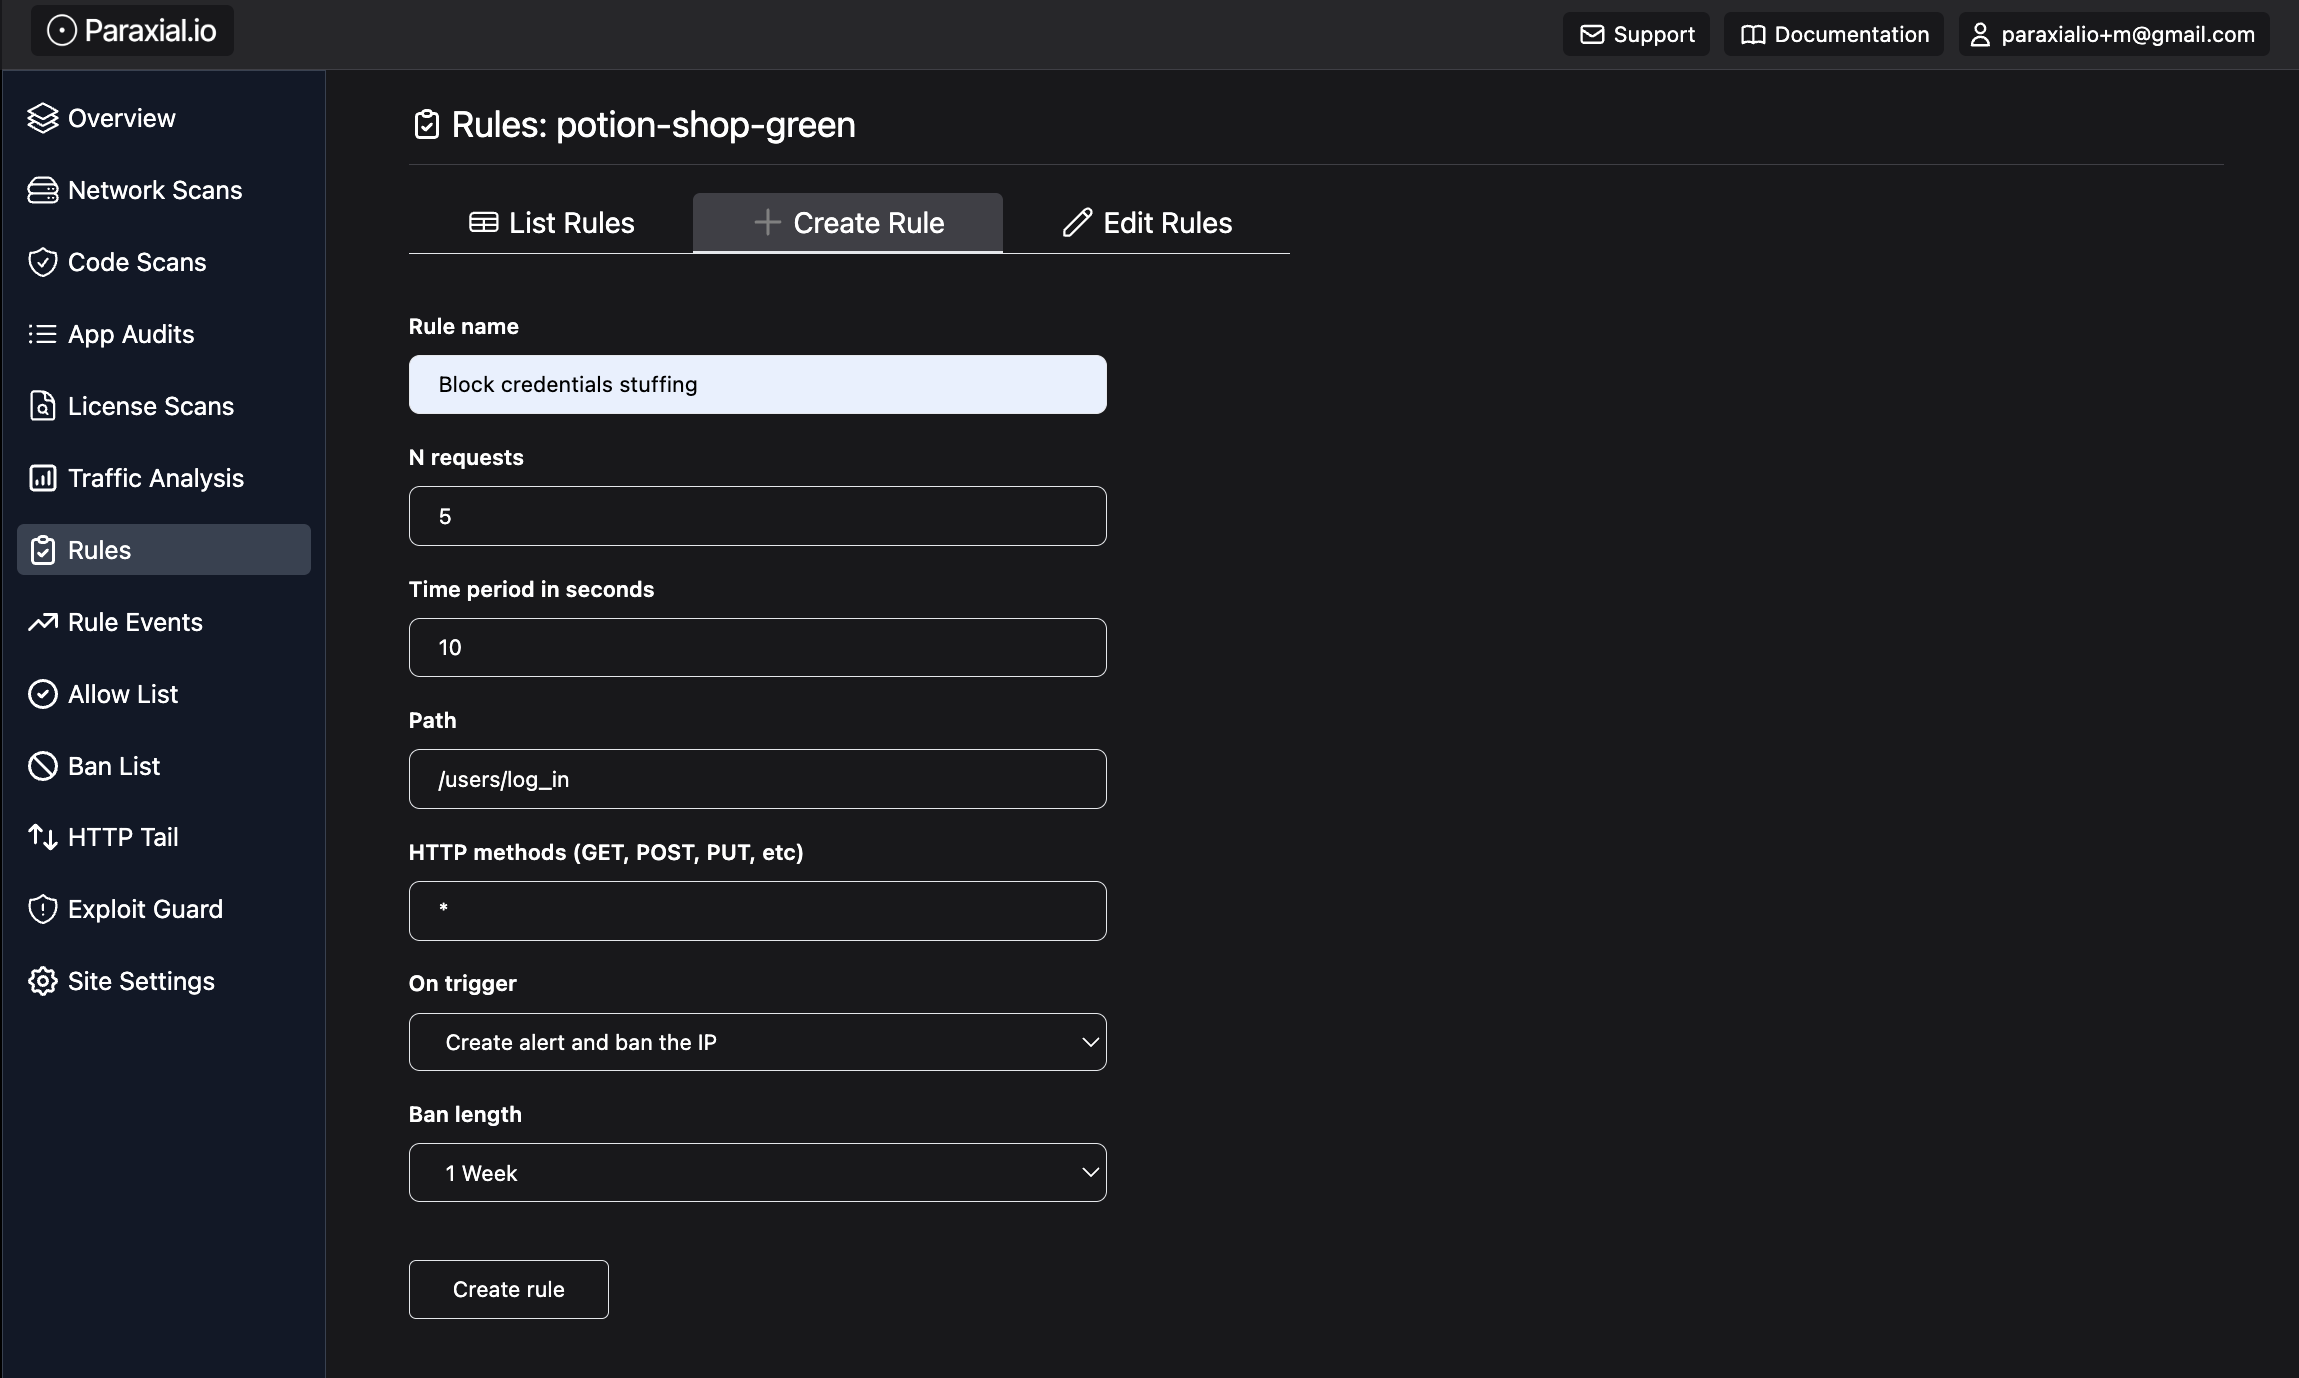 Paraxial.io
Support
Documentation
paraxialio+m@gmail.com
Overview
Network Scans
Code Scans
App Audits
License Scans
Traffic Analysis
Rules
Rule Events
Allow List
Ban List
HTTP Tail
Exploit Guard
Site Settings
Rules: potion-shop-green
List Rules
Create Rule
Edit Rules
Rule name
Block credentials stuffing
N requests
5
Time period in seconds
10
Path
/users/log_in
HTTP methods (GET, POST, PUT, etc)
*
On trigger
Create alert and ban the IP
Ban length
1 Week
Create rule